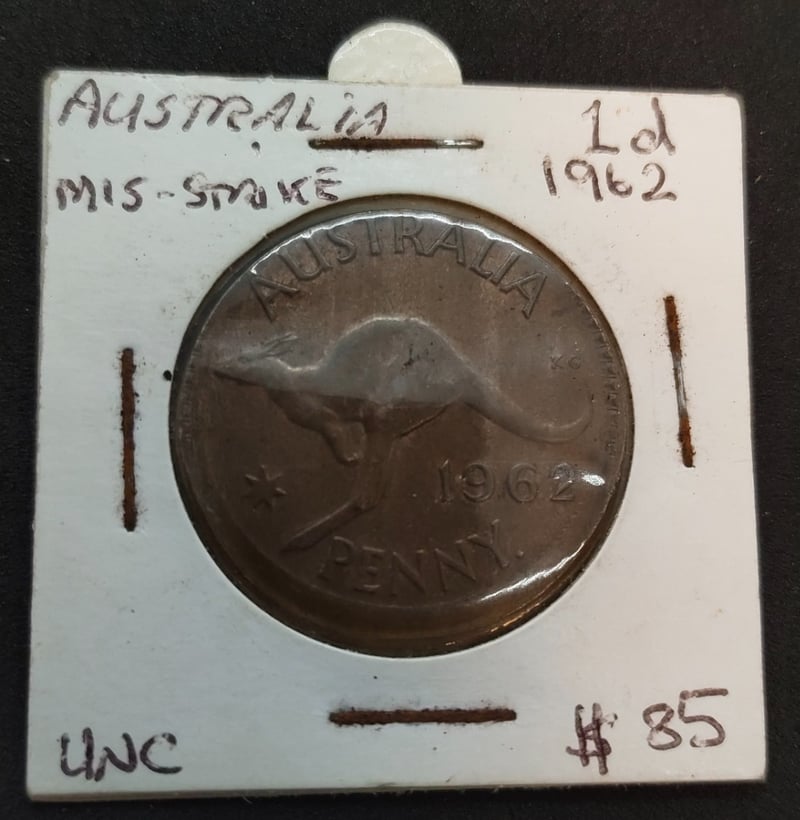 AUSTRALIA 1d
MIS-STRIKE 1962
AUSTRALIA
KG
1962
PENNY.
UNC $85